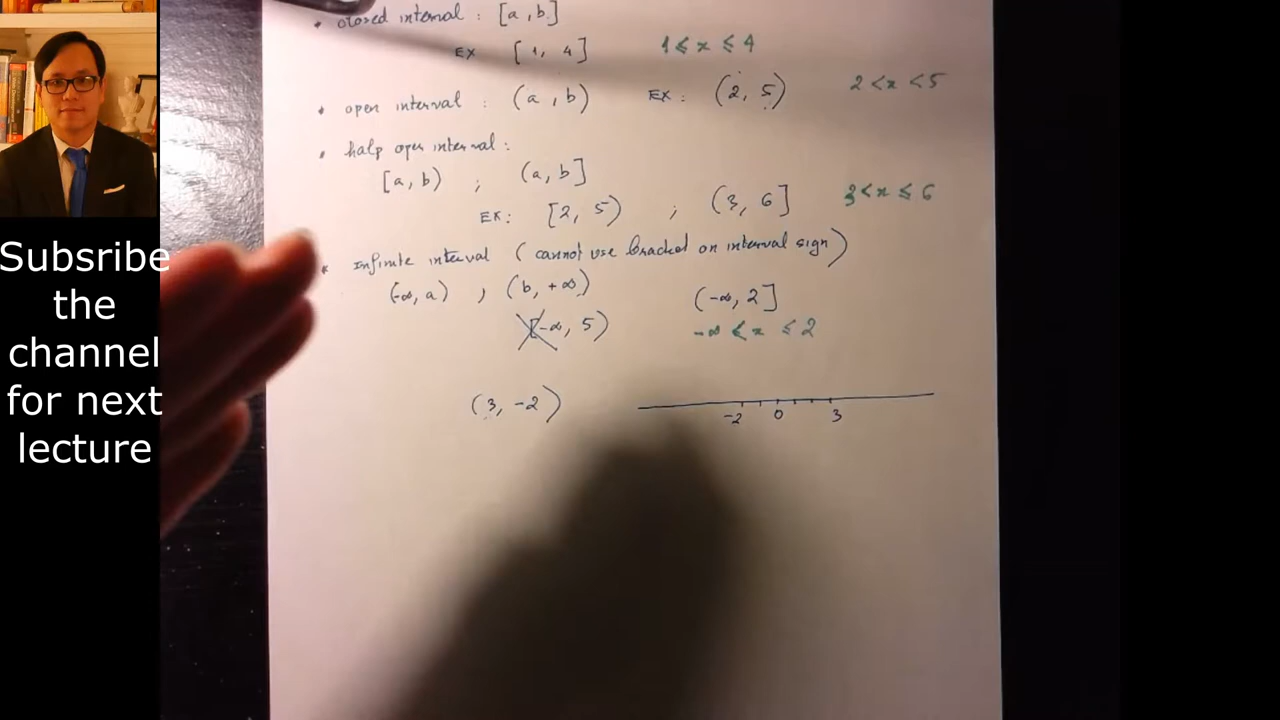 Subsribe
the
channel
for next
lecture
• closed interval : [a, b]
EX [1, 4] 1 ≤ x ≤ 4
• open interval : (a, b) EX: (2, 5) 2 < x < 5
• half open interval :
[a, b) ; (a, b]
EX: [2, 5) ; (3, 6] 3 < x ≤ 6
• Infinite interval ( cannot use bracket on interval sign )
(-∞, a) ; (b, +∞) (-∞, 2]
[-∞, 5) -∞ < x ≤ 2
(3, -2)
-2 0 3